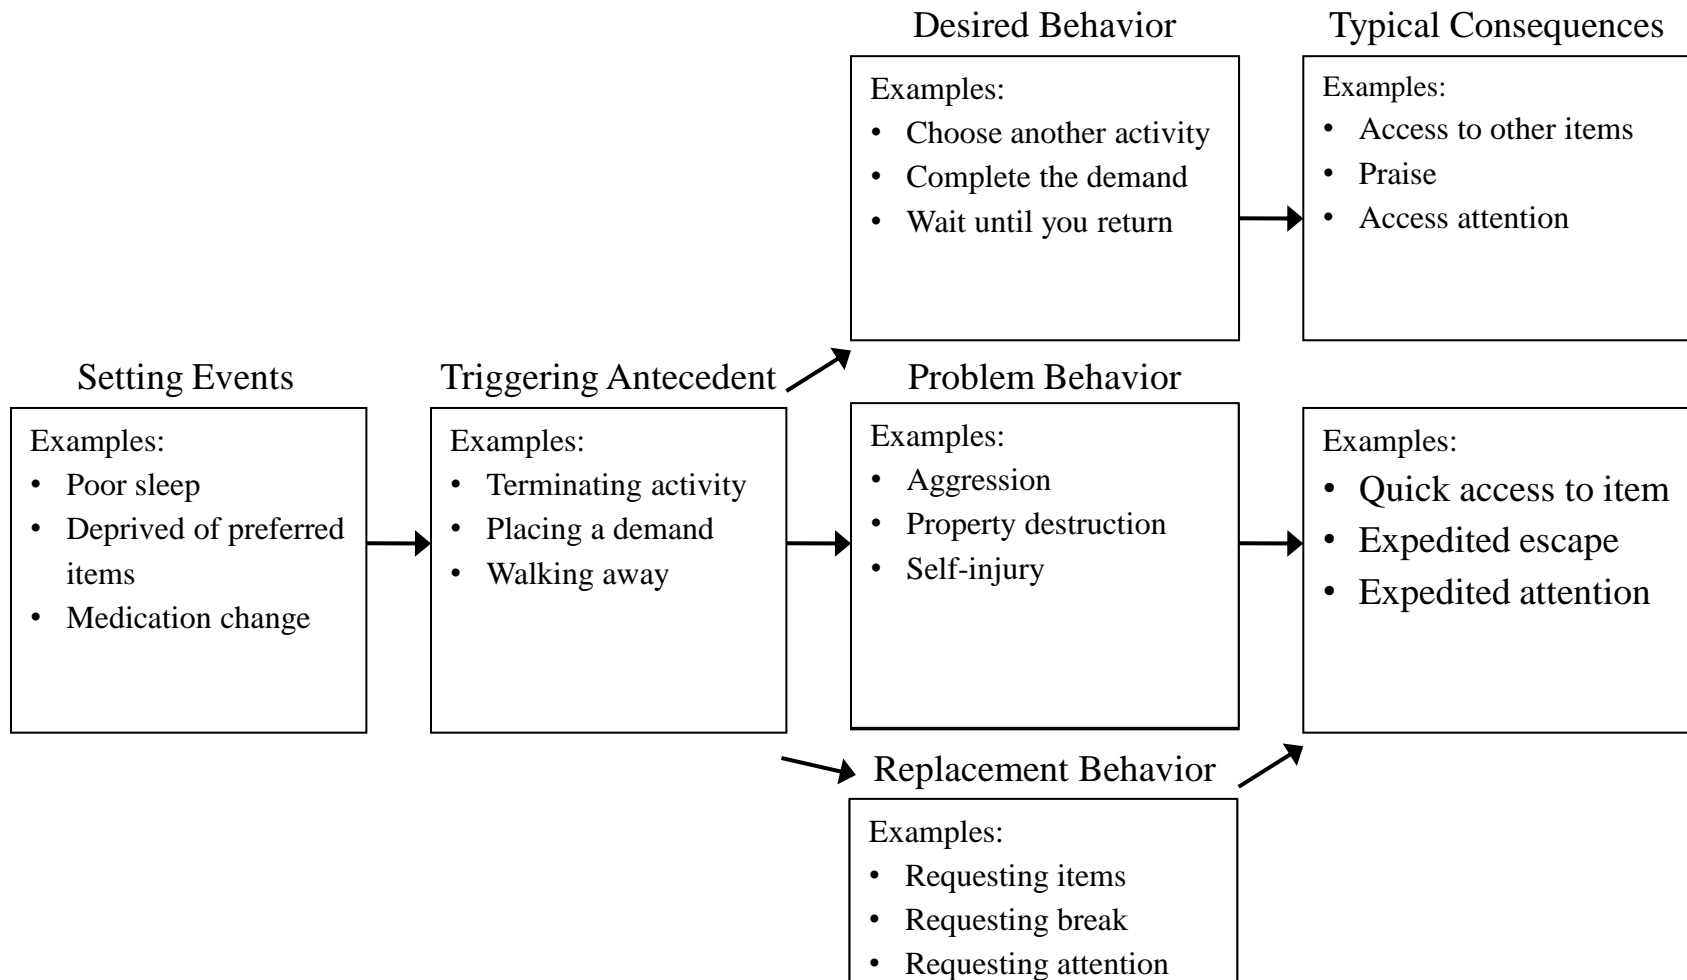 Desired Behavior
Examples:
• Choose another activity
• Complete the demand
• Wait until you return
Typical Consequences
Examples:
• Access to other items
• Praise
• Access attention
Setting Events
Examples:
• Poor sleep
• Deprived of preferred
items
• Medication change
Triggering Antecedent
Examples:
• Terminating activity
• Placing a demand
• Walking away
Problem Behavior
Examples:
• Aggression
• Property destruction
• Self-injury
Examples:
• Quick access to item
• Expedited escape
• Expedited attention
Replacement Behavior
Examples:
• Requesting items
• Requesting break
• Requesting attention